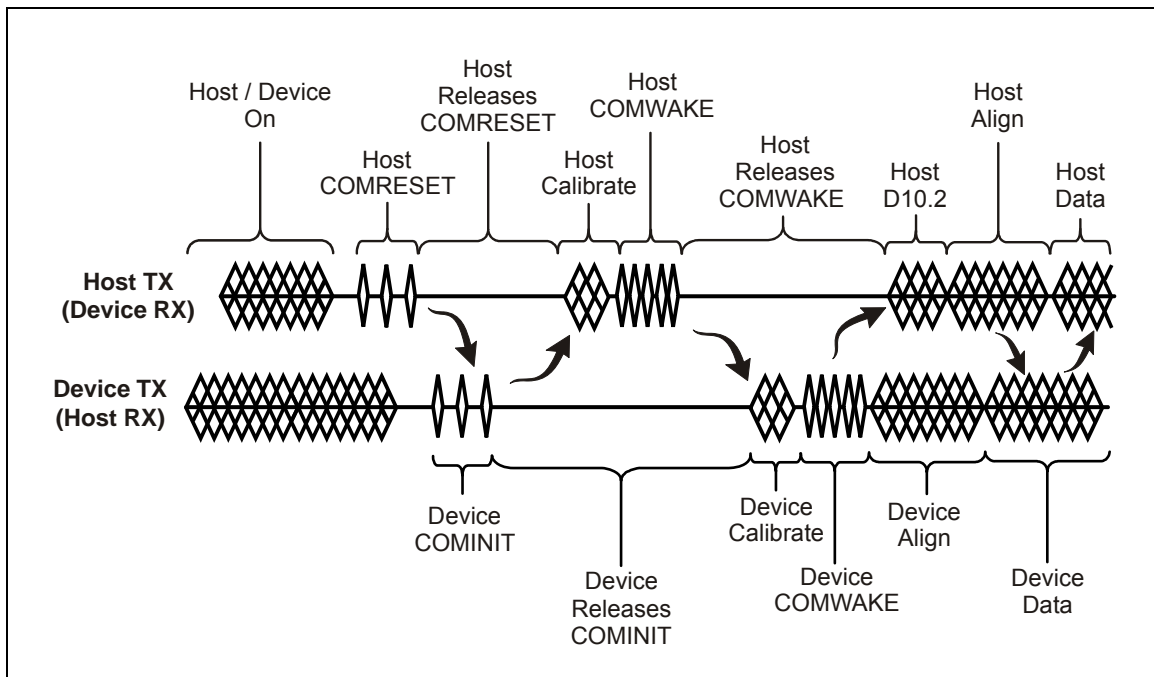 Host / Device
On
Host
COMRESET
Host
Releases
COMRESET
Host
Calibrate
Host
COMWAKE
Host
Releases
COMWAKE
Host
D10.2
Host
Align
Host
Data
Host TX
(Device RX)
Device TX
(Host RX)
Device
COMINIT
Device
Releases
COMINIT
Device
Calibrate
Device
COMWAKE
Device
Align
Device
Data